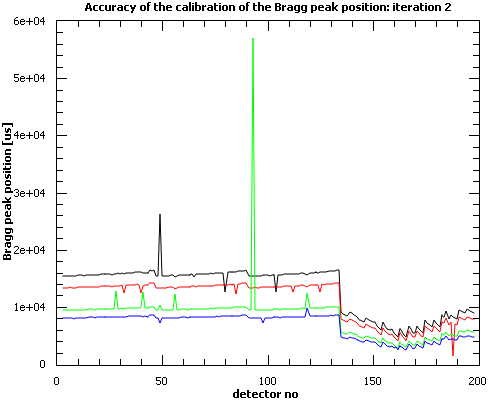 Accuracy of the calibration of the Bragg peak position: iteration 2
6e+04
5e+04
4e+04
3e+04
2e+04
1e+04
0
Bragg peak position [us]
0
50
100
150
200
detector no